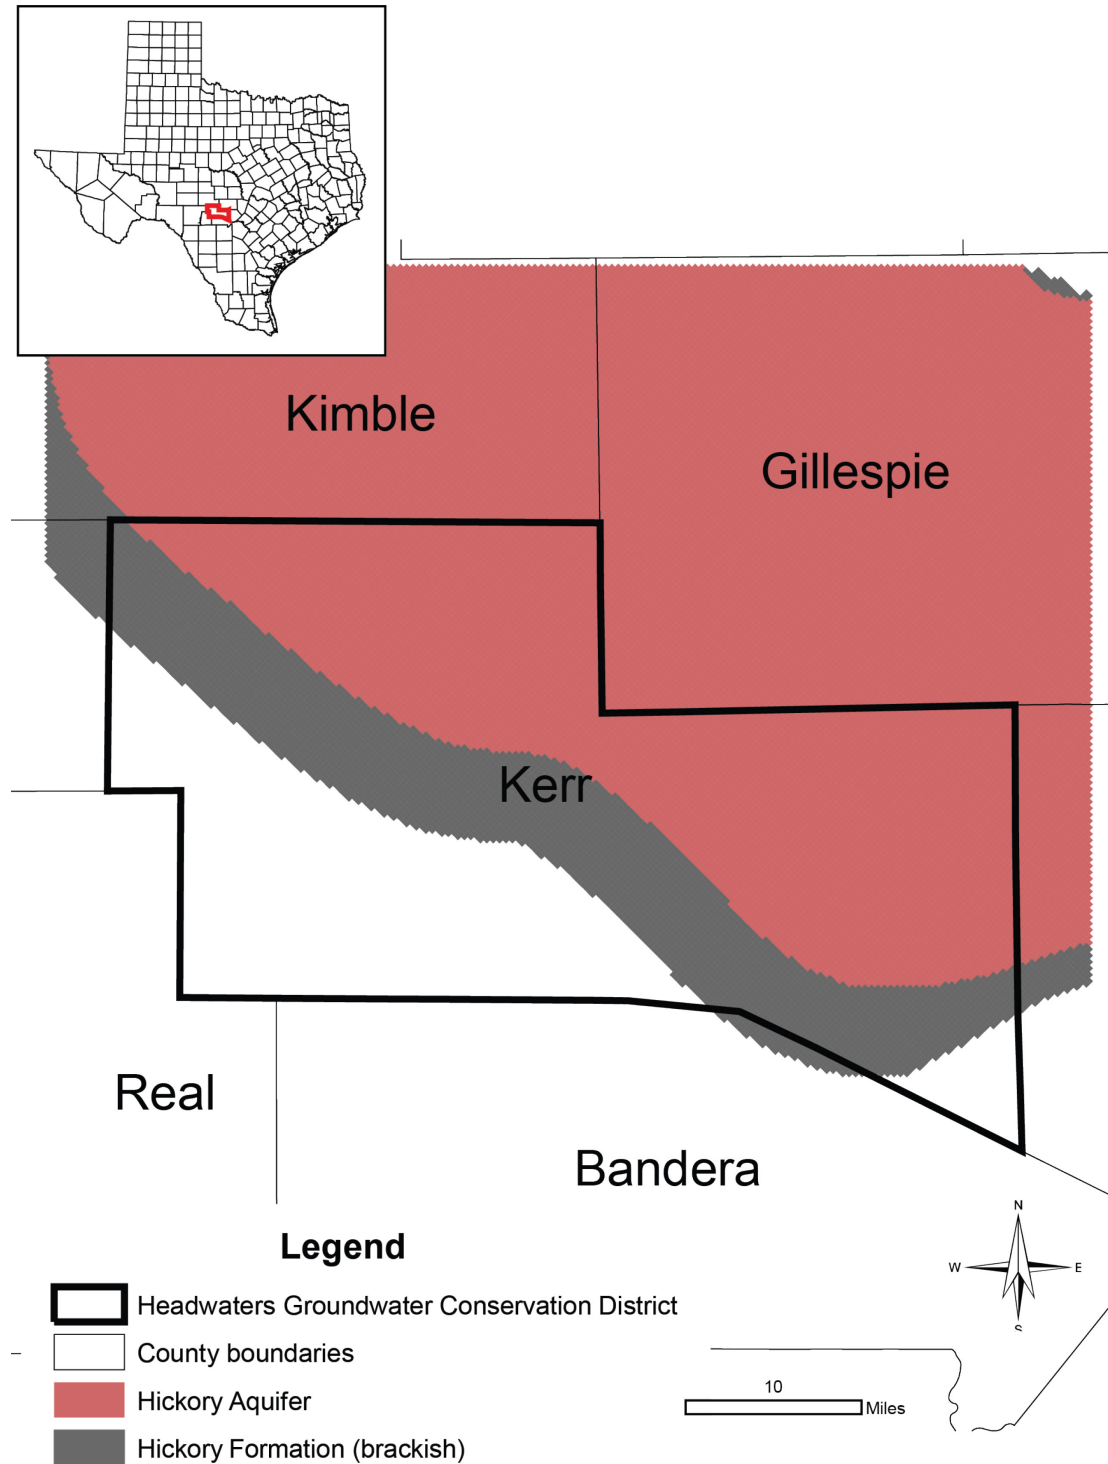 Kimble
Gillespie
Kerr
Real
Bandera
N
W E
S
Legend
Headwaters Groundwater Conservation District
County boundaries
Hickory Aquifer
Hickory Formation (brackish)
10
Miles